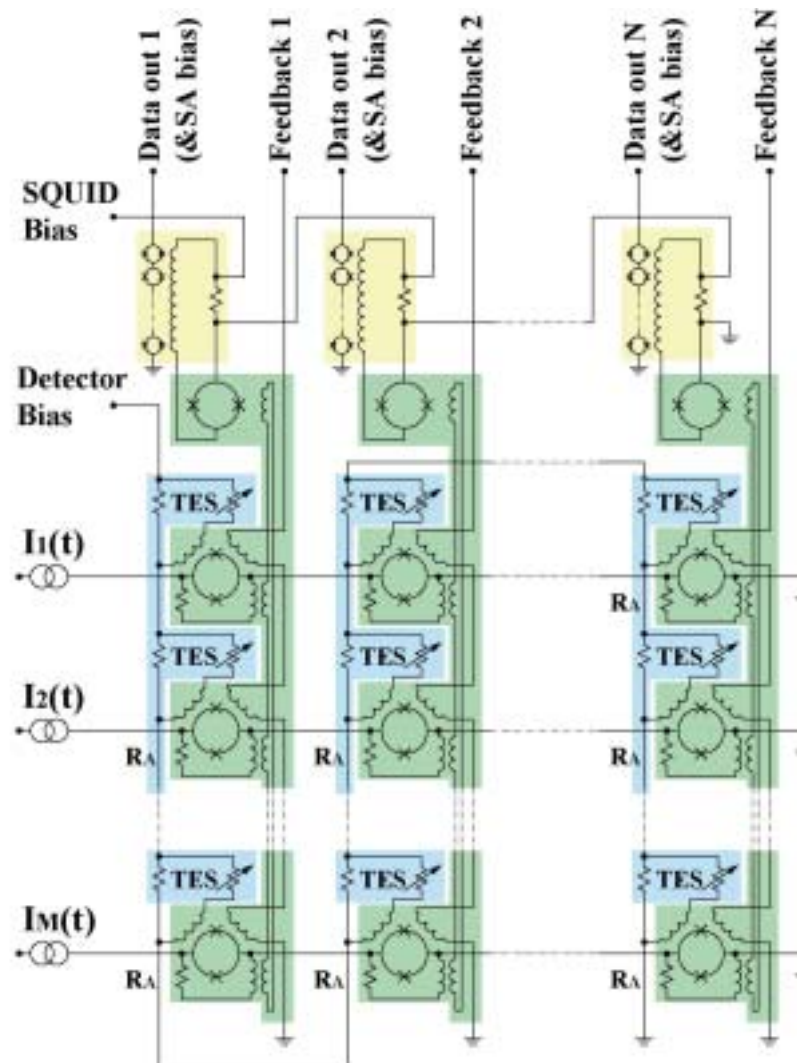 Data out 1
(&SA bias)
Feedback 1
Data out 2
(&SA bias)
Feedback 2
Data out N
(&SA bias)
Feedback N
SQUID
Bias
Detector
Bias
TES
TES
TES
I1(t)
RA
TES
TES
TES
I2(t)
RA
RA
RA
TES
TES
TES
IM(t)
RA
RA
RA